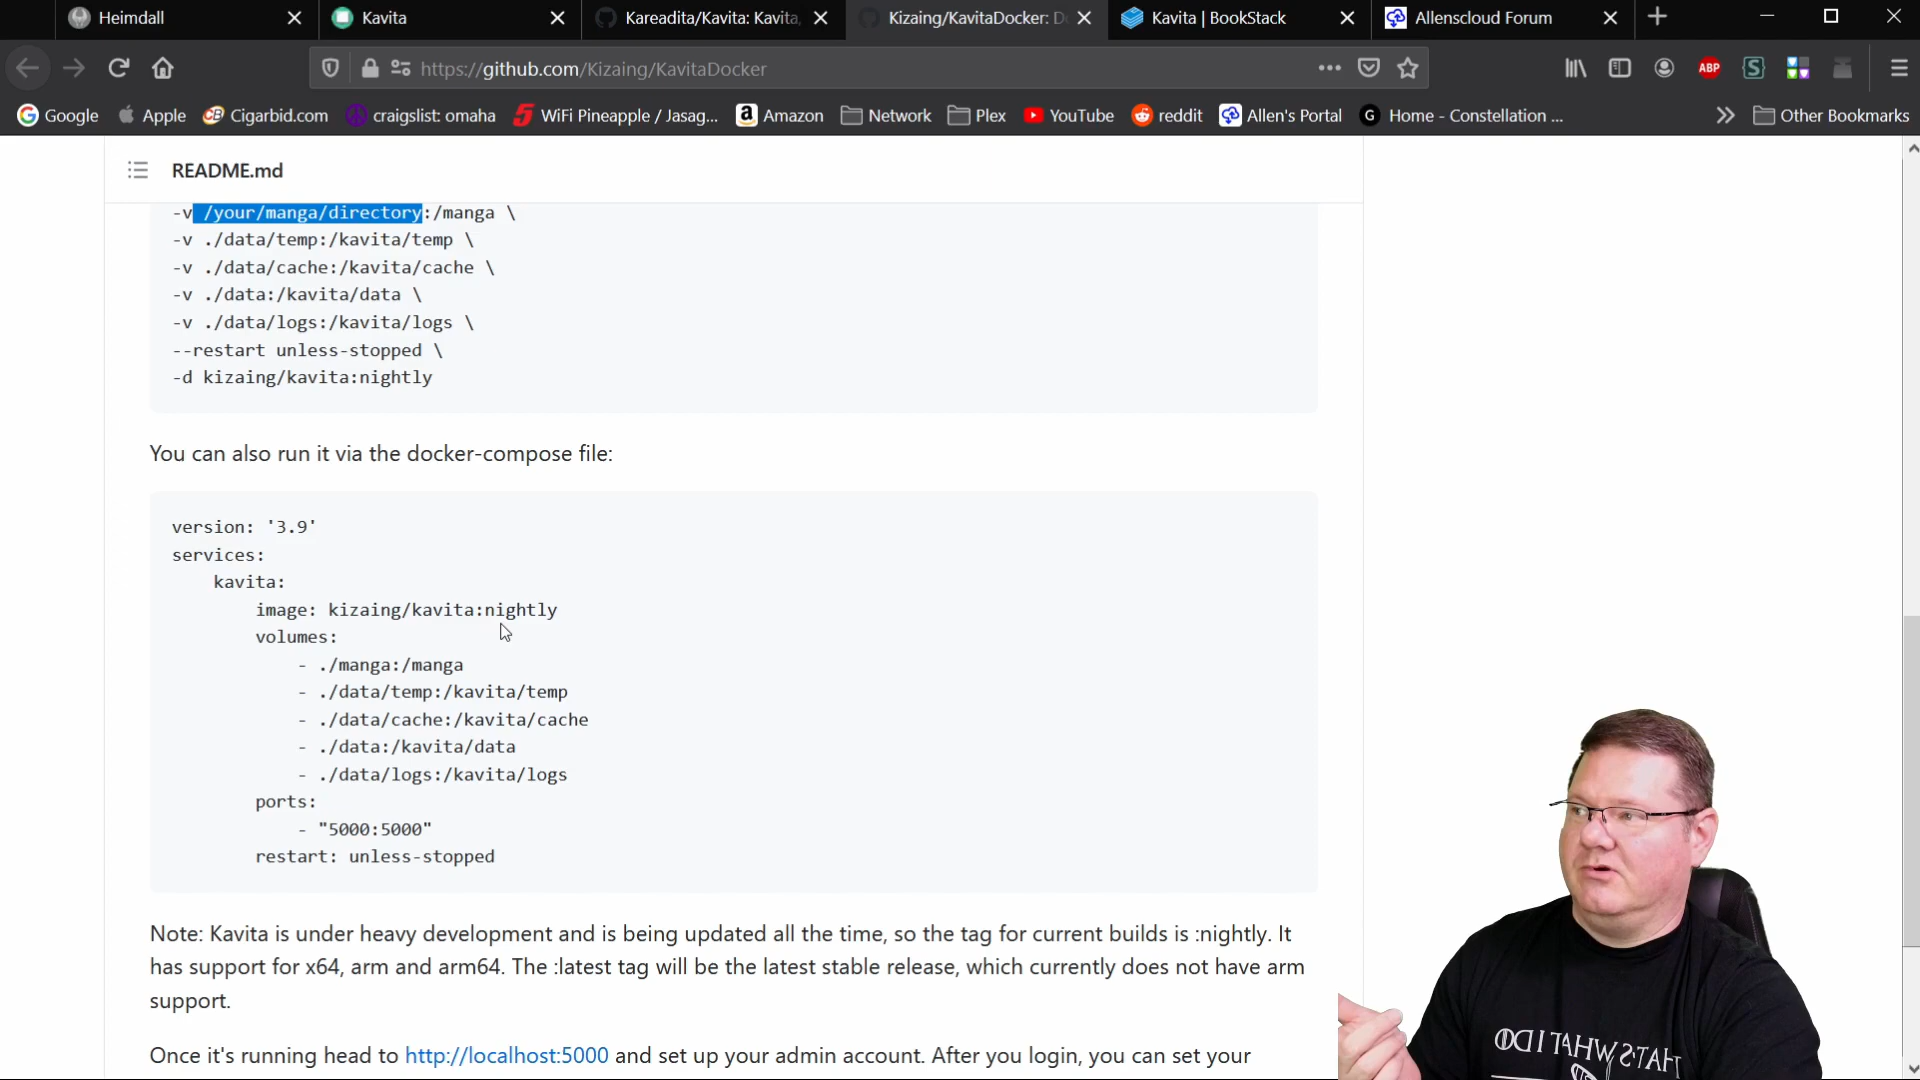 Heimdall
Kavita
Kareadita/Kavita: Kavita,
Kizaing/KavitaDocker: D
Kavita | BookStack
Allenscloud Forum
https://github.com/Kizaing/KavitaDocker
ABP
Google
Apple
Cigarbid.com
craigslist: omaha
WiFi Pineapple / Jasag...
Amazon
Network
Plex
YouTube
reddit
Allen's Portal
Home - Constellation ...
Other Bookmarks
README.md
-v /your/manga/directory:/manga \
-v ./data/temp:/kavita/temp \
-v ./data/cache:/kavita/cache \
-v ./data:/kavita/data \
-v ./data/logs:/kavita/logs \
--restart unless-stopped \
-d kizaing/kavita:nightly
You can also run it via the docker-compose file:
version: '3.9'
services:
kavita:
image: kizaing/kavita:nightly
volumes:
- ./manga:/manga
- ./data/temp:/kavita/temp
- ./data/cache:/kavita/cache
- ./data:/kavita/data
- ./data/logs:/kavita/logs
ports:
- "5000:5000"
restart: unless-stopped
Note: Kavita is under heavy development and is being updated all the time, so the tag for current builds is :nightly. It
has support for x64, arm and arm64. The :latest tag will be the latest stable release, which currently does not have arm
support.
Once it's running head to http://localhost:5000 and set up your admin account. After you login, you can set your
THAT'S WHAT I DO